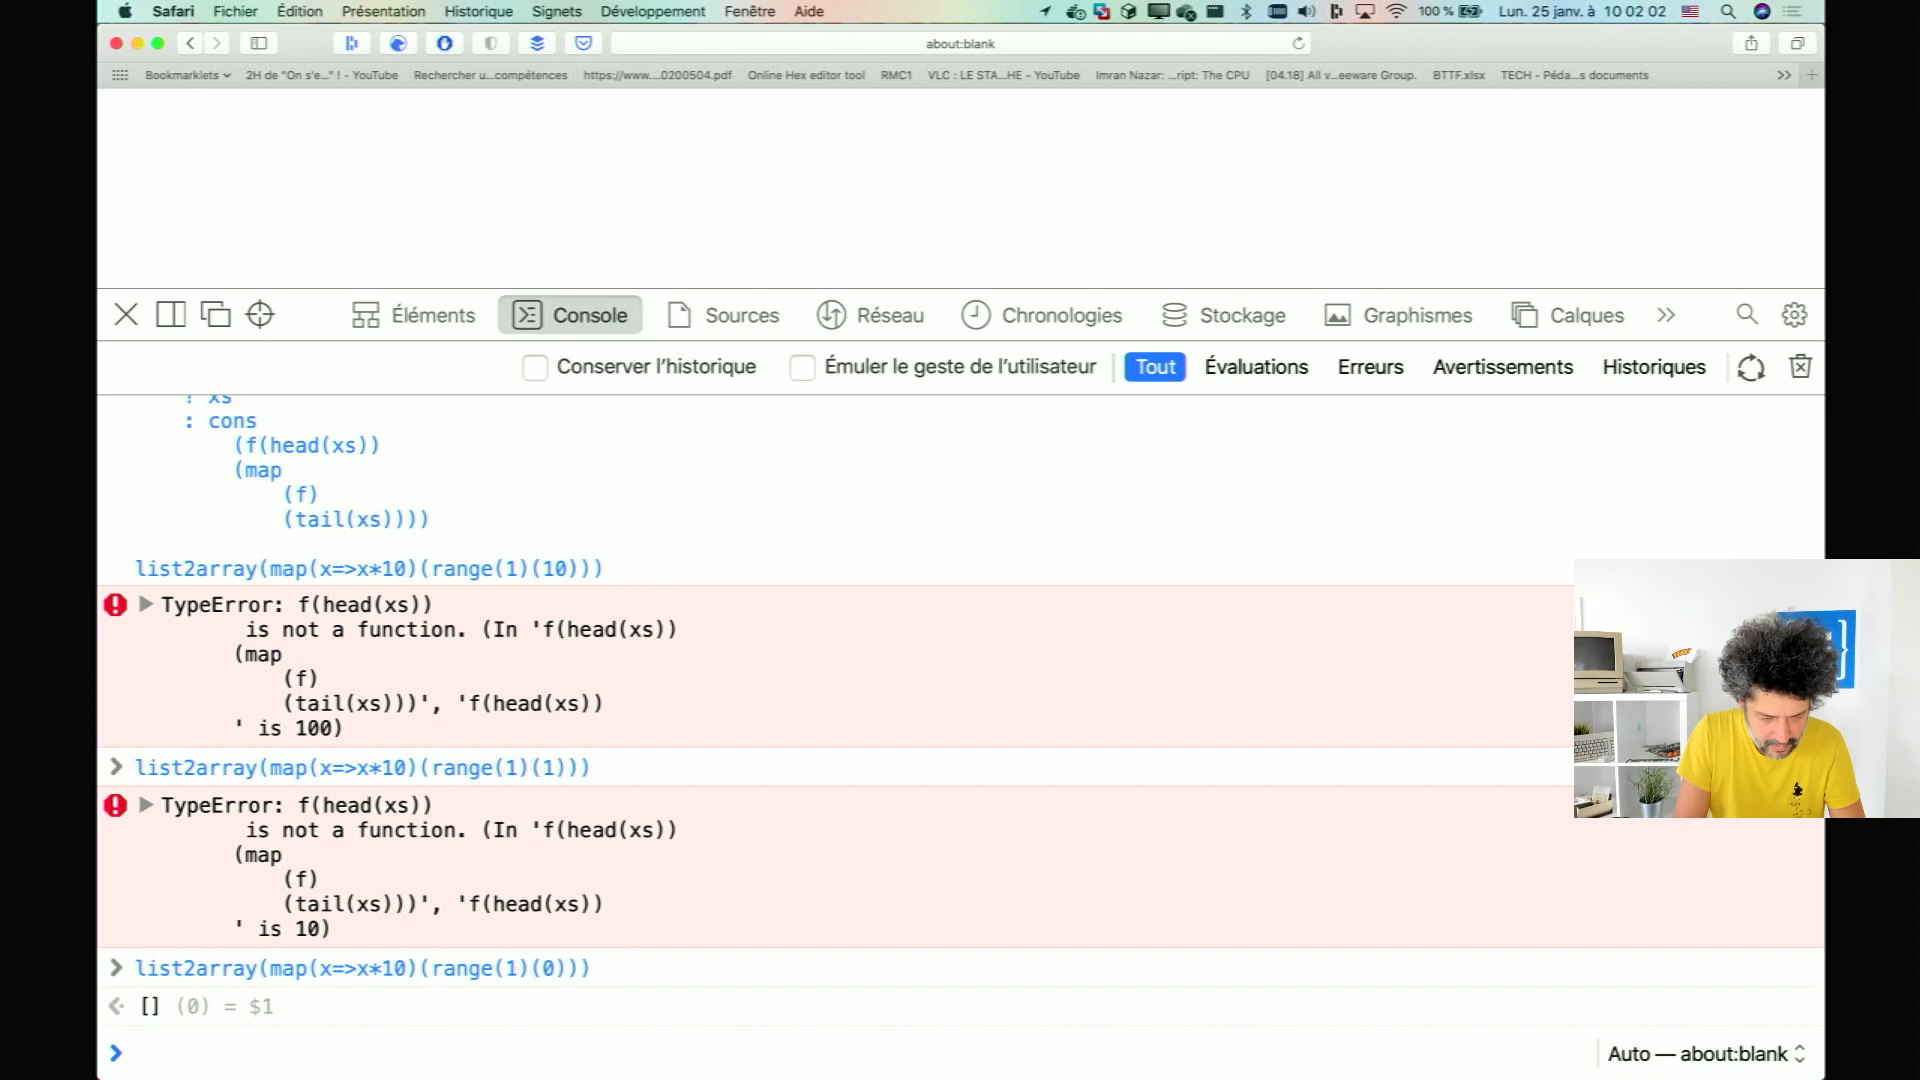 Safari Fichier Édition Présentation Historique Signets Développement Fenêtre Aide 100 % Lun. 25 janv. à 10 02 02
about:blank
Bookmarklets 2H de "On s'e..." ! - YouTube Rechercher u...compétences https://www....0200504.pdf Online Hex editor tool RMC1 VLC : LE STA...HE - YouTube Imran Nazar: ...ript: The CPU [04.18] All v...eeware Group. BTTF.xlsx TECH - Péda...s documents
Éléments Console Sources Réseau Chronologies Stockage Graphismes Calques
Conserver l'historique Émuler le geste de l'utilisateur Tout Évaluations Erreurs Avertissements Historiques
? xs
: cons
(f(head(xs))
(map
(f)
(tail(xs))))
list2array(map(x=>x*10)(range(1)(10)))
TypeError: f(head(xs))
is not a function. (In 'f(head(xs))
(map
(f)
(tail(xs)))', 'f(head(xs))
' is 100)
list2array(map(x=>x*10)(range(1)(1)))
TypeError: f(head(xs))
is not a function. (In 'f(head(xs))
(map
(f)
(tail(xs)))', 'f(head(xs))
' is 10)
list2array(map(x=>x*10)(range(1)(0)))
[] (0) = $1
Auto — about:blank